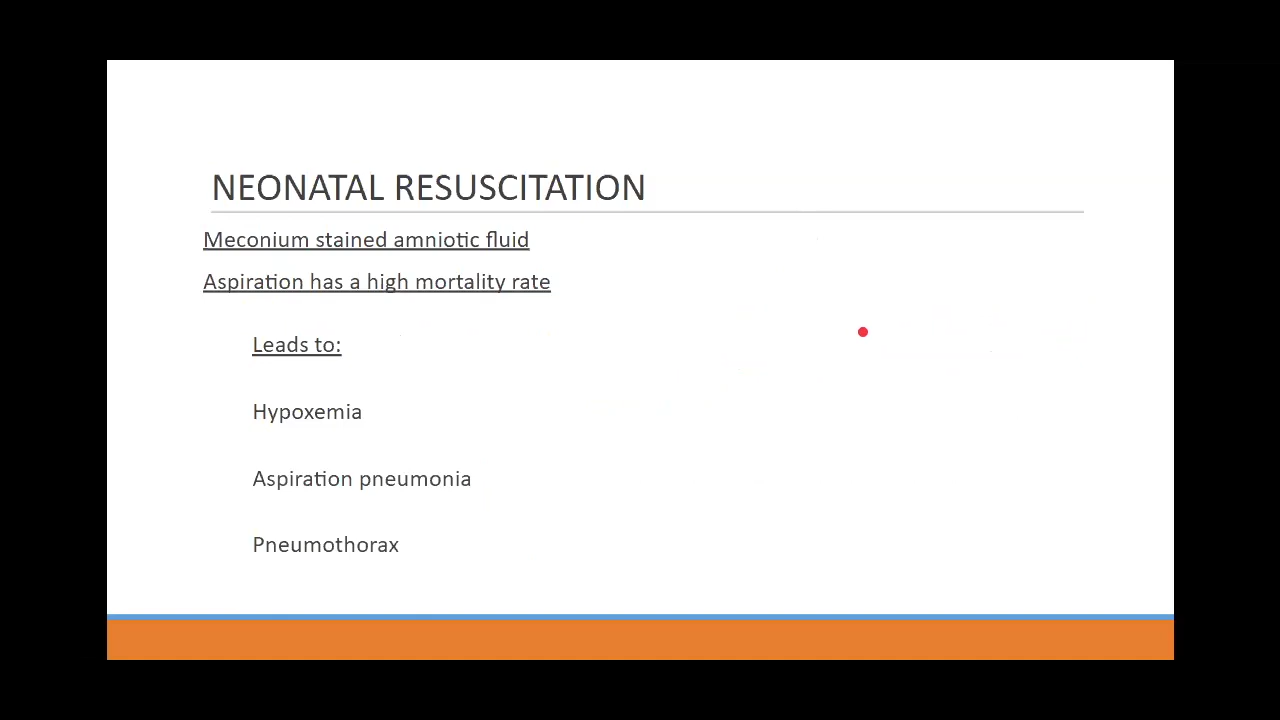 NEONATAL RESUSCITATION
Meconium stained amniotic fluid
Aspiration has a high mortality rate
Leads to:
Hypoxemia
Aspiration pneumonia
Pneumothorax